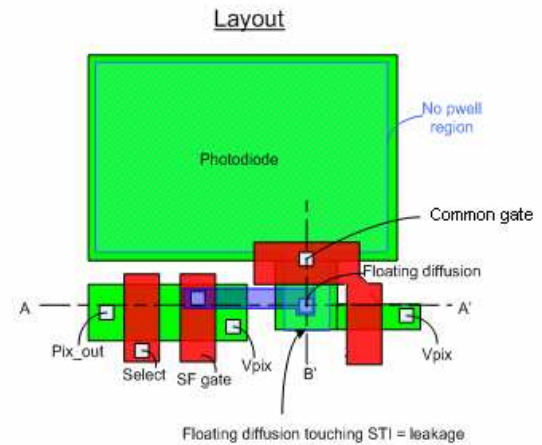 Layout
No pwell
region
Photodiode
Common gate
Floating diffusion
A
A'
Pix_out
Select
SF gate
Vpix
B'
Vpix
Floating diffusion touching STI = leakage